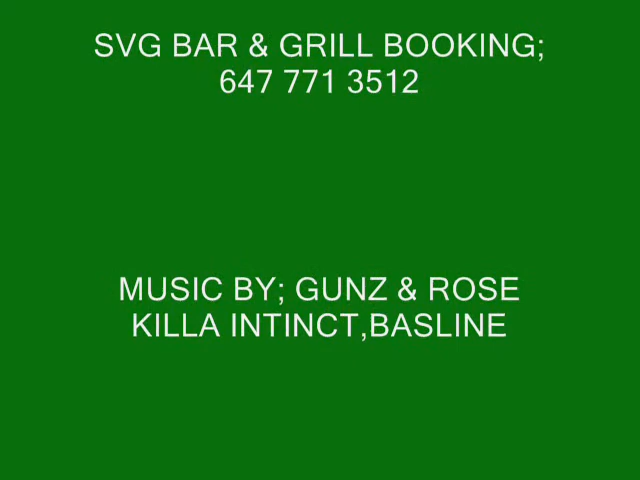 SVG BAR & GRILL BOOKING;
647 771 3512
MUSIC BY; GUNZ & ROSE
KILLA INTINCT,BASLINE